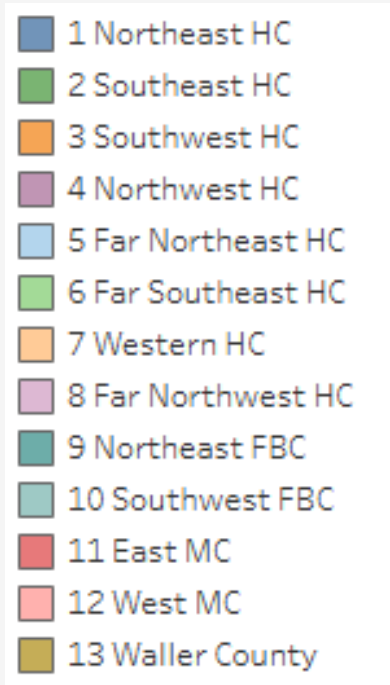 1 Northeast HC
2 Southeast HC
3 Southwest HC
4 Northwest HC
5 Far Northeast HC
6 Far Southeast HC
7 Western HC
8 Far Northwest HC
9 Northeast FBC
10 Southwest FBC
11 East MC
12 West MC
13 Waller County